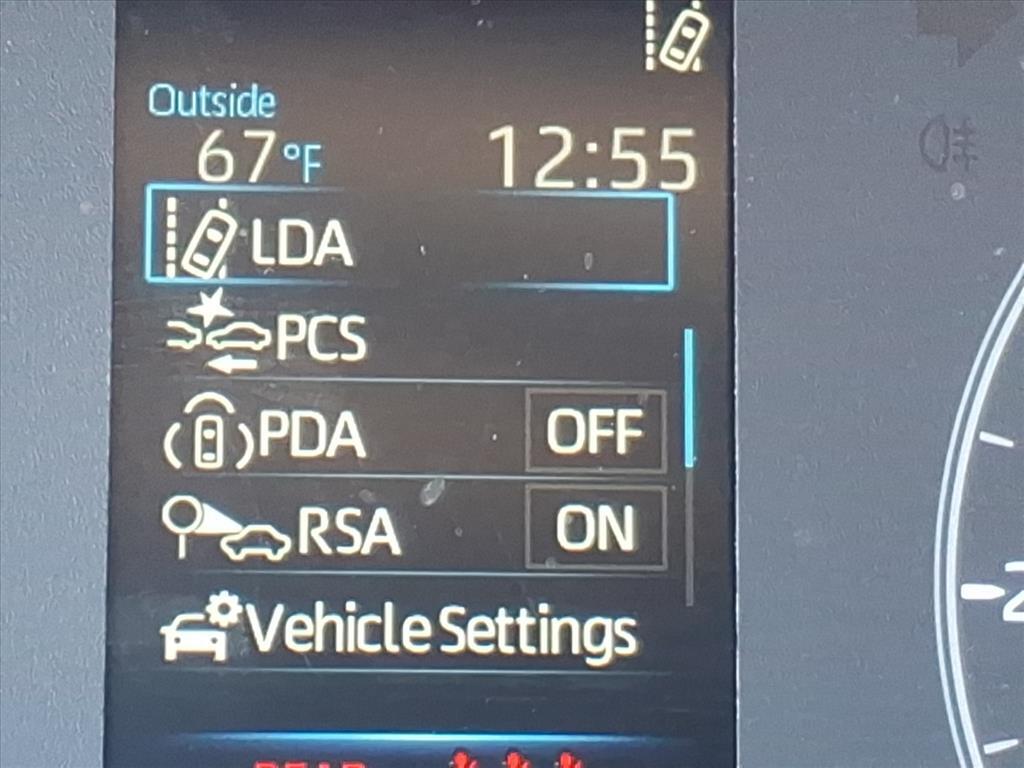 Outside
67°F 12:55
LDA
PCS
PDA OFF
RSA ON
Vehicle Settings